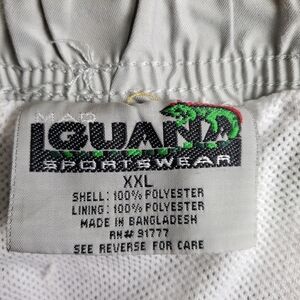 MAD
IGUANA
SPORTSWEAR
XXL
SHELL: 100% POLYESTER
LINING: 100% POLYESTER
MADE IN BANGLADESH
RN# 91777
SEE REVERSE FOR CARE